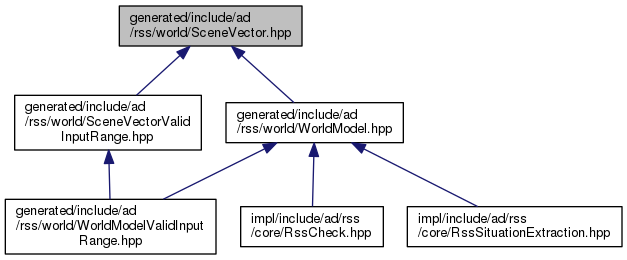 generated/include/ad
/rss/world/SceneVector.hpp
generated/include/ad
/rss/world/SceneVectorValid
InputRange.hpp
generated/include/ad
/rss/world/WorldModel.hpp
generated/include/ad
/rss/world/WorldModelValidInput
Range.hpp
impl/include/ad/rss
/core/RssCheck.hpp
impl/include/ad/rss
/core/RssSituationExtraction.hpp